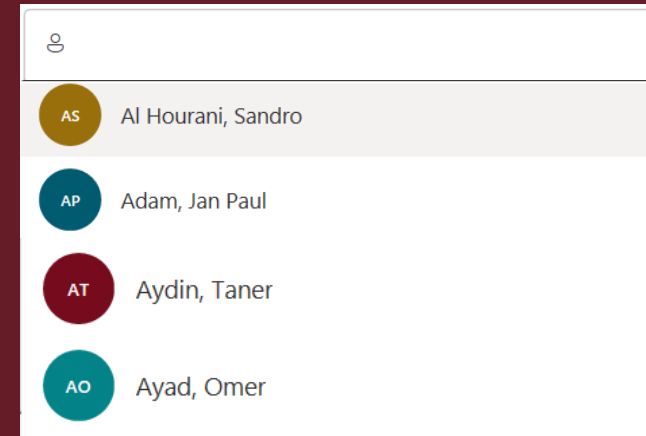 AS Al Hourani, Sandro
AP Adam, Jan Paul
AT Aydin, Taner
AO Ayad, Omer